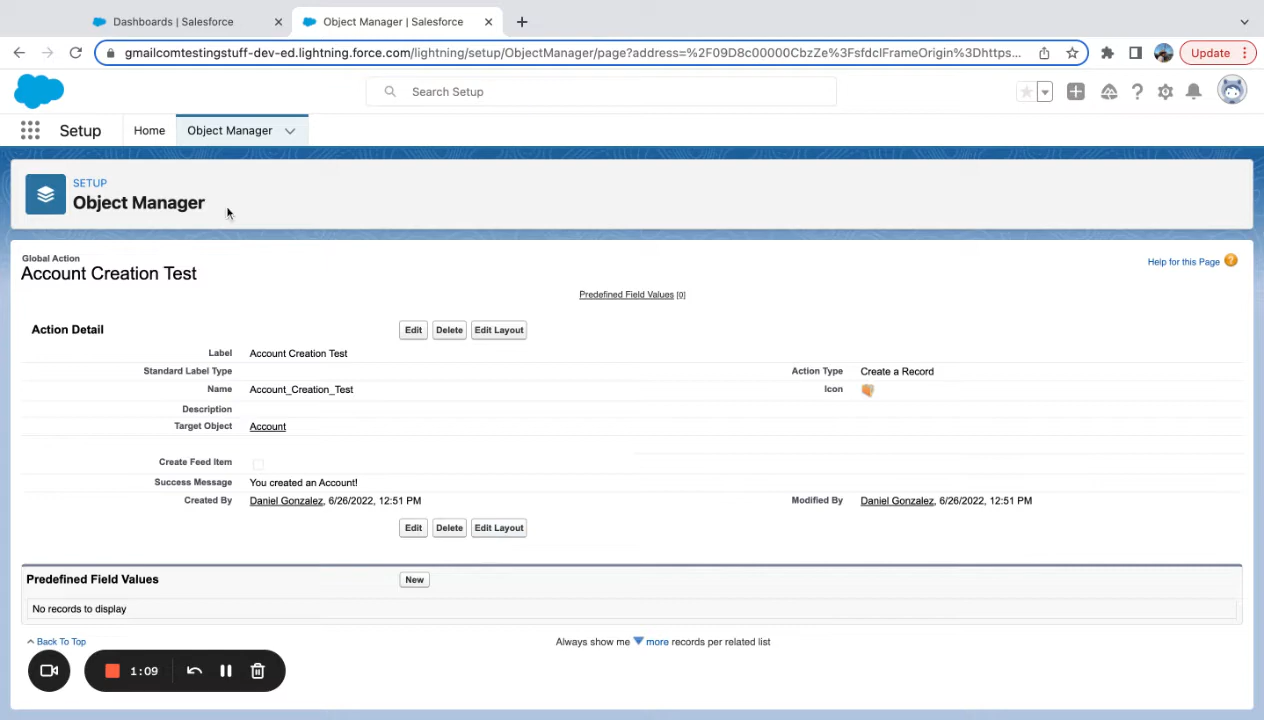 Dashboards | Salesforce
Object Manager | Salesforce
gmailcomtestingstuff-dev-ed.lightning.force.com/lightning/setup/ObjectManager/page?address=%2F09D8c00000CbzZe%3FsfdcIFrameOrigin%3Dhttps...
Update
Search Setup
Setup
Home
Object Manager
SETUP
Object Manager
Global Action
Account Creation Test
Help for this Page
Predefined Field Values [0]
Action Detail
Edit Delete Edit Layout
Label Account Creation Test
Standard Label Type Action Type Create a Record
Name Account_Creation_Test Icon
Description
Target Object Account
Create Feed Item
Success Message You created an Account!
Created By Daniel Gonzalez, 6/26/2022, 12:51 PM Modified By Daniel Gonzalez, 6/26/2022, 12:51 PM
Edit Delete Edit Layout
Predefined Field Values New
No records to display
Back To Top Always show me more records per related list
1:09